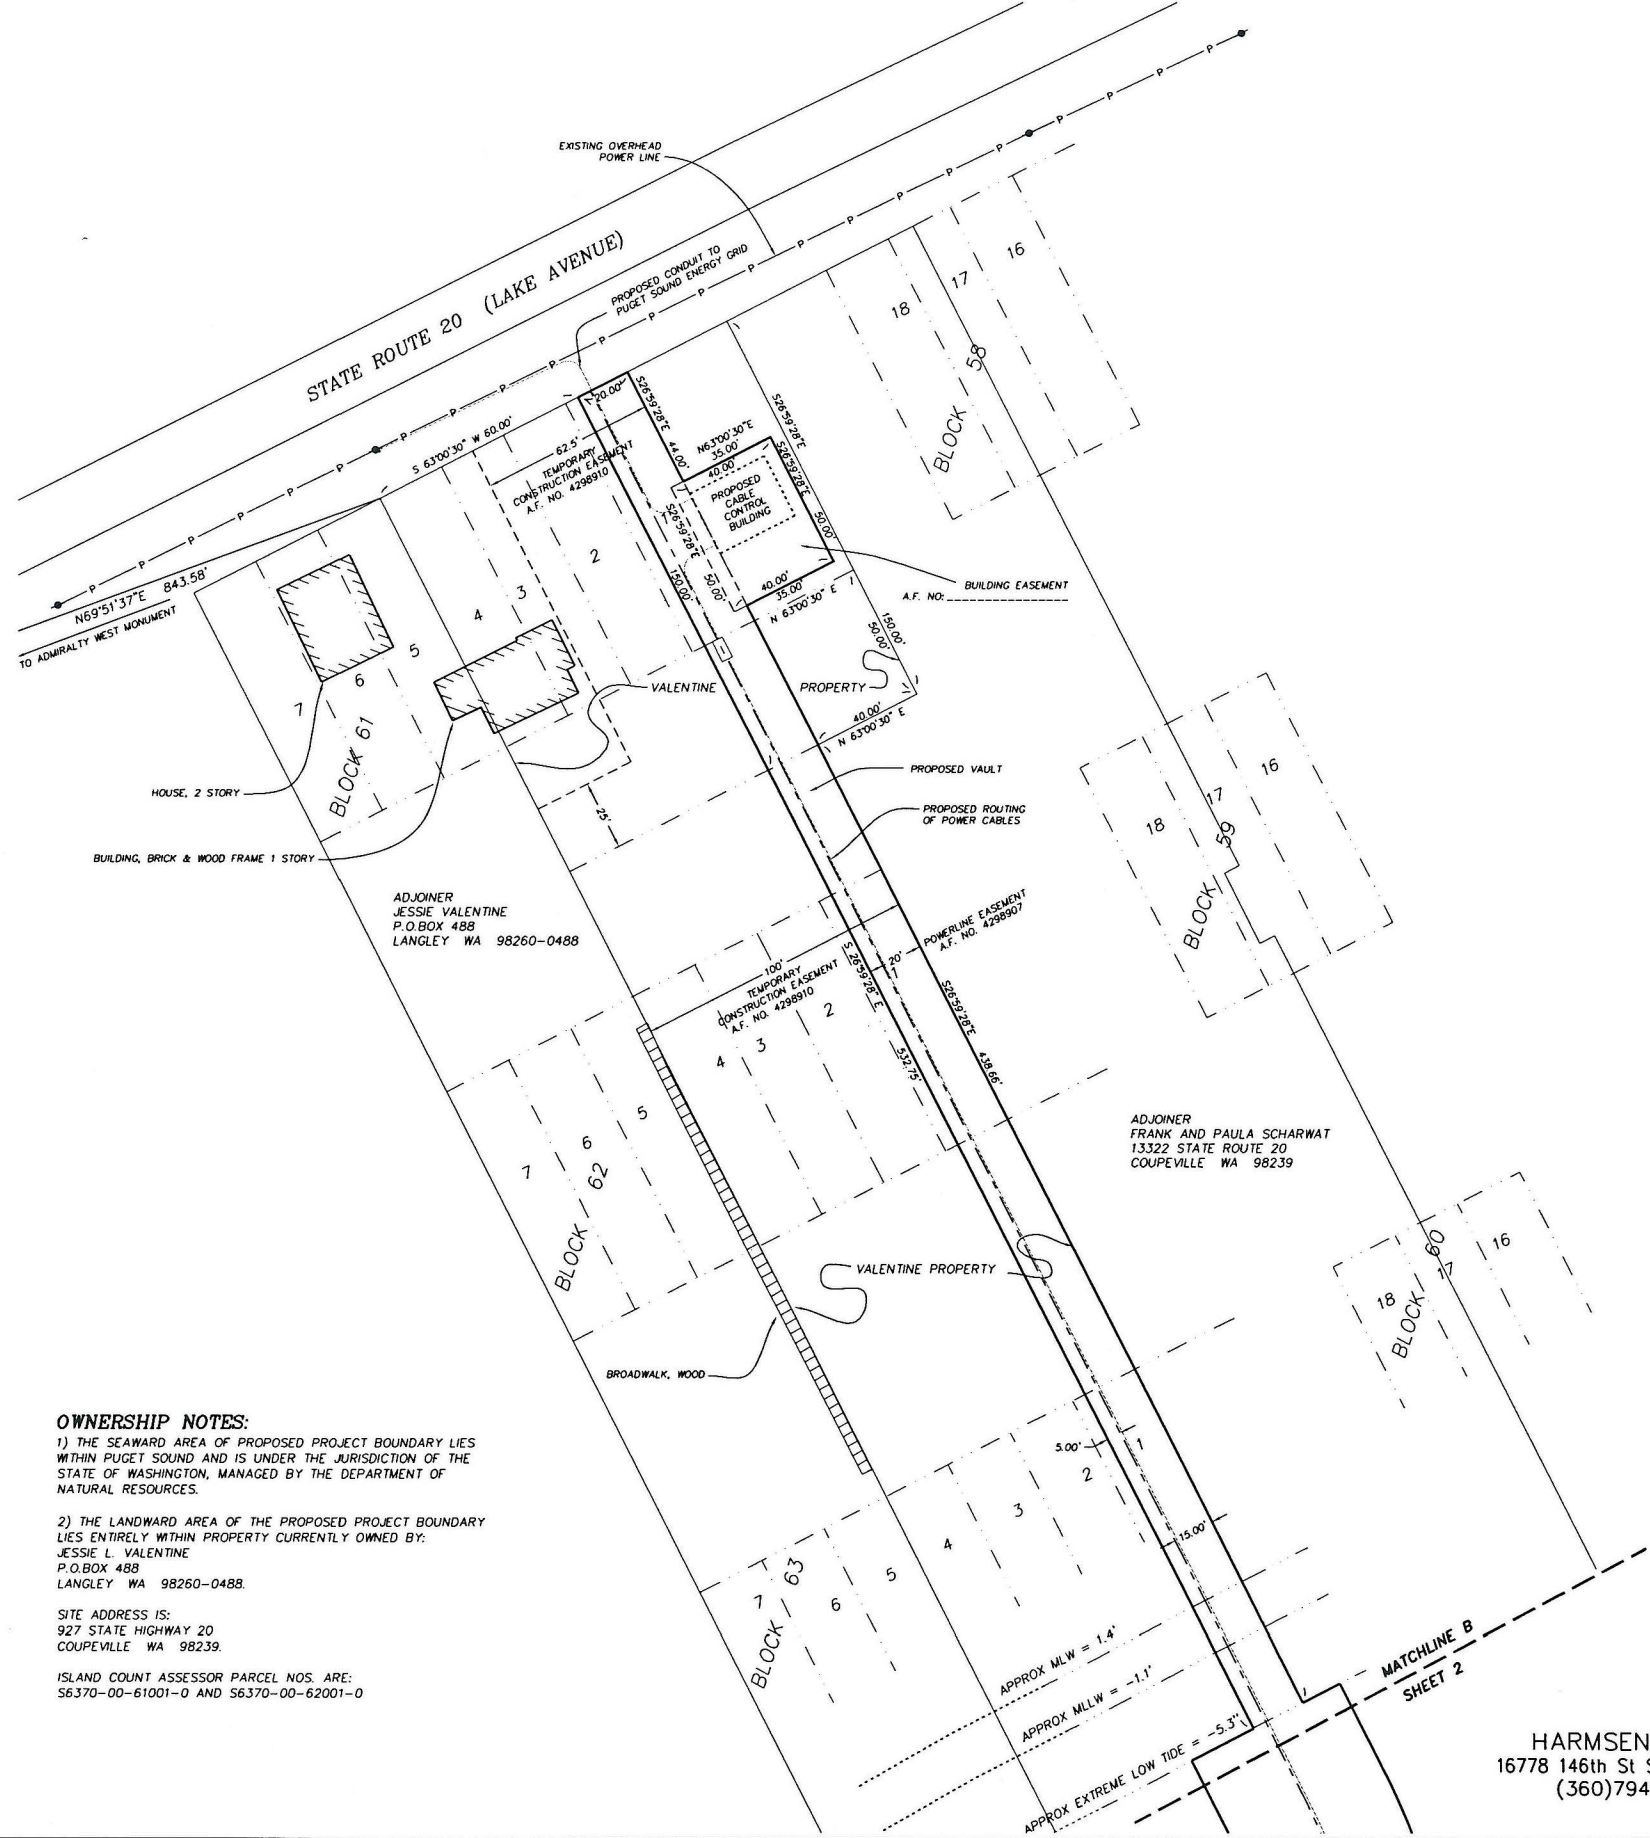 EXISTING OVERHEAD
POWER LINE
STATE ROUTE 20 (LAKE AVENUE)
PROPOSED CONDUIT TO
PUGET SOUND ENERGY GRID
P P P P P P P P P P P P P P P P P P P P P P P
N69°51'37"E 843.58'
TO ADMIRALTY WEST MONUMENT
S 63°00'30" W 60.00'
20.00'
S26°59'28"E
44.00'
62.5'
TEMPORARY
CONSTRUCTION EASEMENT
A.F. NO. 4298910
N63°00'30"E
35.00'
40.00'
S26°59'28"E
S26°59'28"E
50.00'
PROPOSED
CABLE
CONTROL
BUILDING
1
S26°59'28"E
50.00'
150.00'
40.00'
35.00'
N 63°00'30" E
BUILDING EASEMENT
A.F. NO:
150.00'
50.00'
40.00'
N 63°00'30" E
VALENTINE
PROPERTY
2
3
4
5
6
7
BLOCK 61
18
17
16
BLOCK 58
HOUSE, 2 STORY
BUILDING, BRICK & WOOD FRAME 1 STORY
25'
PROPOSED VAULT
PROPOSED ROUTING
OF POWER CABLES
18
17
16
BLOCK 59
ADJOINER
JESSIE VALENTINE
P.O.BOX 488
LANGLEY WA 98260-0488
POWERLINE EASEMENT
A.F. NO. 4298907
20'
100'
TEMPORARY
CONSTRUCTION EASEMENT
A.F. NO. 4298910
S 26°59'28" E
532.75'
S26°59'28"E
438.66'
1
2
3
4
5
6
7
BLOCK 62
ADJOINER
FRANK AND PAULA SCHARWAT
13322 STATE ROUTE 20
COUPEVILLE WA 98239
VALENTINE PROPERTY
BROADWALK, WOOD
18
17
16
BLOCK 60
5.00'
15.00'
1
2
3
4
5
6
7
BLOCK 63
OWNERSHIP NOTES:
1) THE SEAWARD AREA OF PROPOSED PROJECT BOUNDARY LIES
WITHIN PUGET SOUND AND IS UNDER THE JURISDICTION OF THE
STATE OF WASHINGTON, MANAGED BY THE DEPARTMENT OF
NATURAL RESOURCES.
2) THE LANDWARD AREA OF THE PROPOSED PROJECT BOUNDARY
LIES ENTIRELY WITHIN PROPERTY CURRENTLY OWNED BY:
JESSIE L. VALENTINE
P.O.BOX 488
LANGLEY WA 98260-0488.
SITE ADDRESS IS:
927 STATE HIGHWAY 20
COUPEVILLE WA 98239.
ISLAND COUNT ASSESSOR PARCEL NOS. ARE:
S6370-00-61001-0 AND S6370-00-62001-0
APPROX MLW = 1.4'
APPROX MLLW = -1.1'
APPROX EXTREME LOW TIDE = -5.3"
MATCHLINE B
SHEET 2
HARMSEN
16778 146th St
(360)794